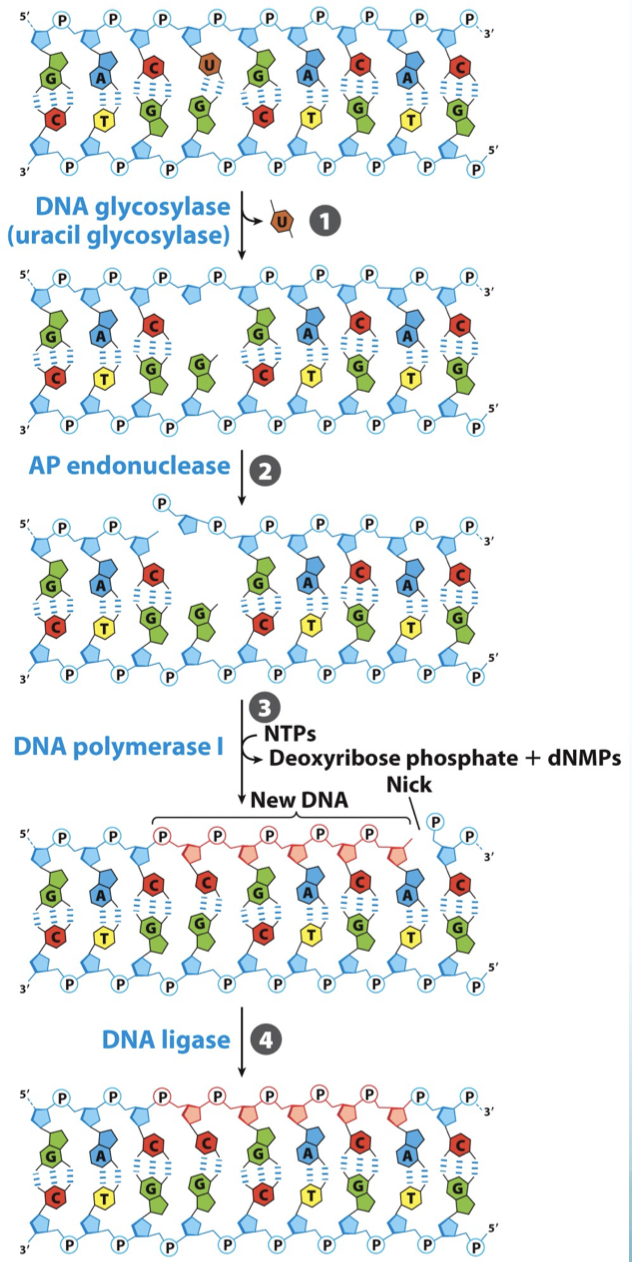 5′ P P P P P P P P P 3′
G A C U G A C A C
C T G G C T G T G
3′ P P P P P P P P P 5′
DNA glycosylase
(uracil glycosylase)
U 1
5′ P P P P P P P P P 3′
G A C G A C A C
C T G G C T G T G
3′ P P P P P P P P P 5′
AP endonuclease 2
P
5′ P P P P P P P P 3′
G A C G A C A C
C T G G C T G T G
3′ P P P P P P P P P 5′
3
DNA polymerase I
NTPs
Deoxyribose phosphate + dNMPs
Nick
New DNA
P
5′ P P P P P P P P 3′
G A C C G A C A C
C T G G C T G T G
3′ P P P P P P P P P 5′
DNA ligase 4
5′ P P P P P P P P P 3′
G A C C G A C A C
C T G G C T G T G
3′ P P P P P P P P P 5′